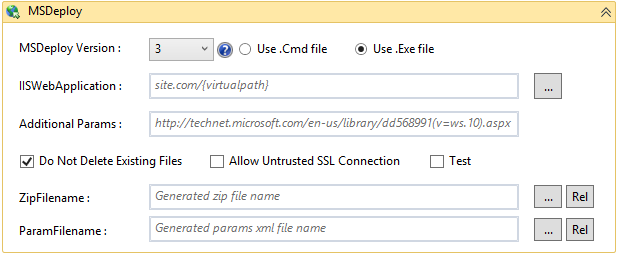 MSDeploy
MSDeploy Version : 3 ? Use .Cmd file Use .Exe file
IISWebApplication : site.com/{virtualpath} ...
Additional Params : http://technet.microsoft.com/en-us/library/dd568991(v=ws.10).aspx
Do Not Delete Existing Files Allow Untrusted SSL Connection Test
ZipFilename : Generated zip file name ... Rel
ParamFilename : Generated params xml file name ... Rel